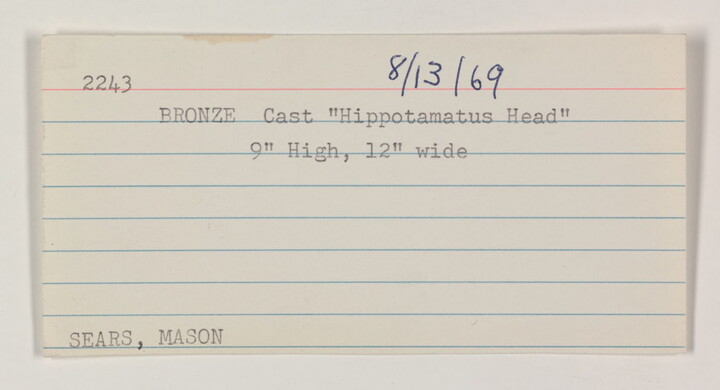 2243 8/13/69
BRONZE Cast "Hippotamatus Head"
9" High, 12" wide
SEARS, MASON